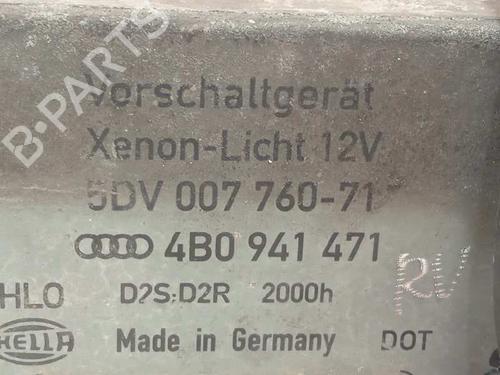 B-PARTS
Vorschaltgerät
Xenon-Licht 12V
5DV 007 760-71
4B0 941 471
HLO D2S;D2R 2000h RV
HELLA Made in Germany DOT